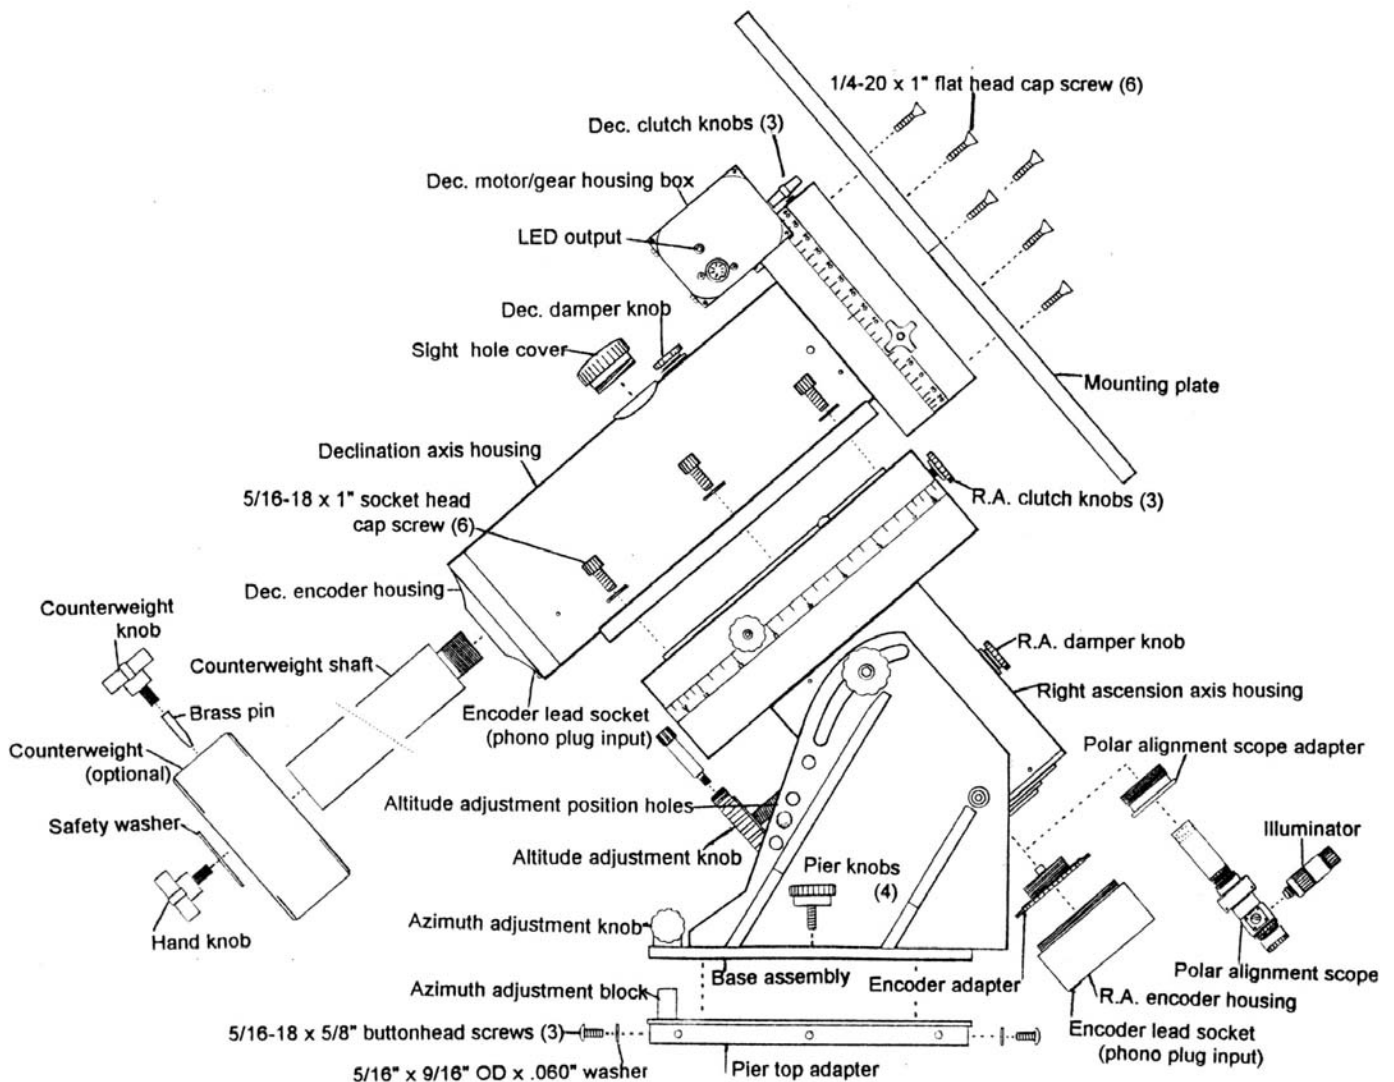 1/4-20 x 1" flat head cap screw (6)
Dec. clutch knobs (3)
Dec. motor/gear housing box
LED output
Dec. damper knob
Sight hole cover
Mounting plate
Declination axis housing
5/16-18 x 1" socket head
cap screw (6)
R.A. clutch knobs (3)
Dec. encoder housing
Counterweight
knob
Counterweight shaft
R.A. damper knob
Right ascension axis housing
Brass pin
Encoder lead socket
(phono plug input)
Counterweight
(optional)
Polar alignment scope adapter
Altitude adjustment position holes
Safety washer
Illuminator
Altitude adjustment knob
Pier knobs
(4)
Azimuth adjustment knob
Hand knob
Base assembly
Encoder adapter
Polar alignment scope
Azimuth adjustment block
R.A. encoder housing
5/16-18 x 5/8" buttonhead screws (3)
Encoder lead socket
(phono plug input)
5/16" x 9/16" OD x .060" washer
Pier top adapter